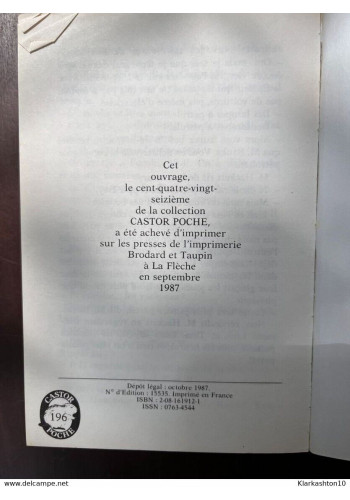 Cet
ouvrage,
le cent-quatre-vingt-
seizième
de la collection
CASTOR POCHE,
a été achevé d'imprimer
sur les presses de l'imprimerie
Brodard et Taupin
à La Flèche
en septembre
1987
Dépôt légal : octobre 1987.
N° d'Edition : 15535. Imprimé en France.
ISBN : 2-08-161912-1
ISSN : 0763-4544
CASTOR
196
POCHE
www.delcampe.net
Klarkashton10